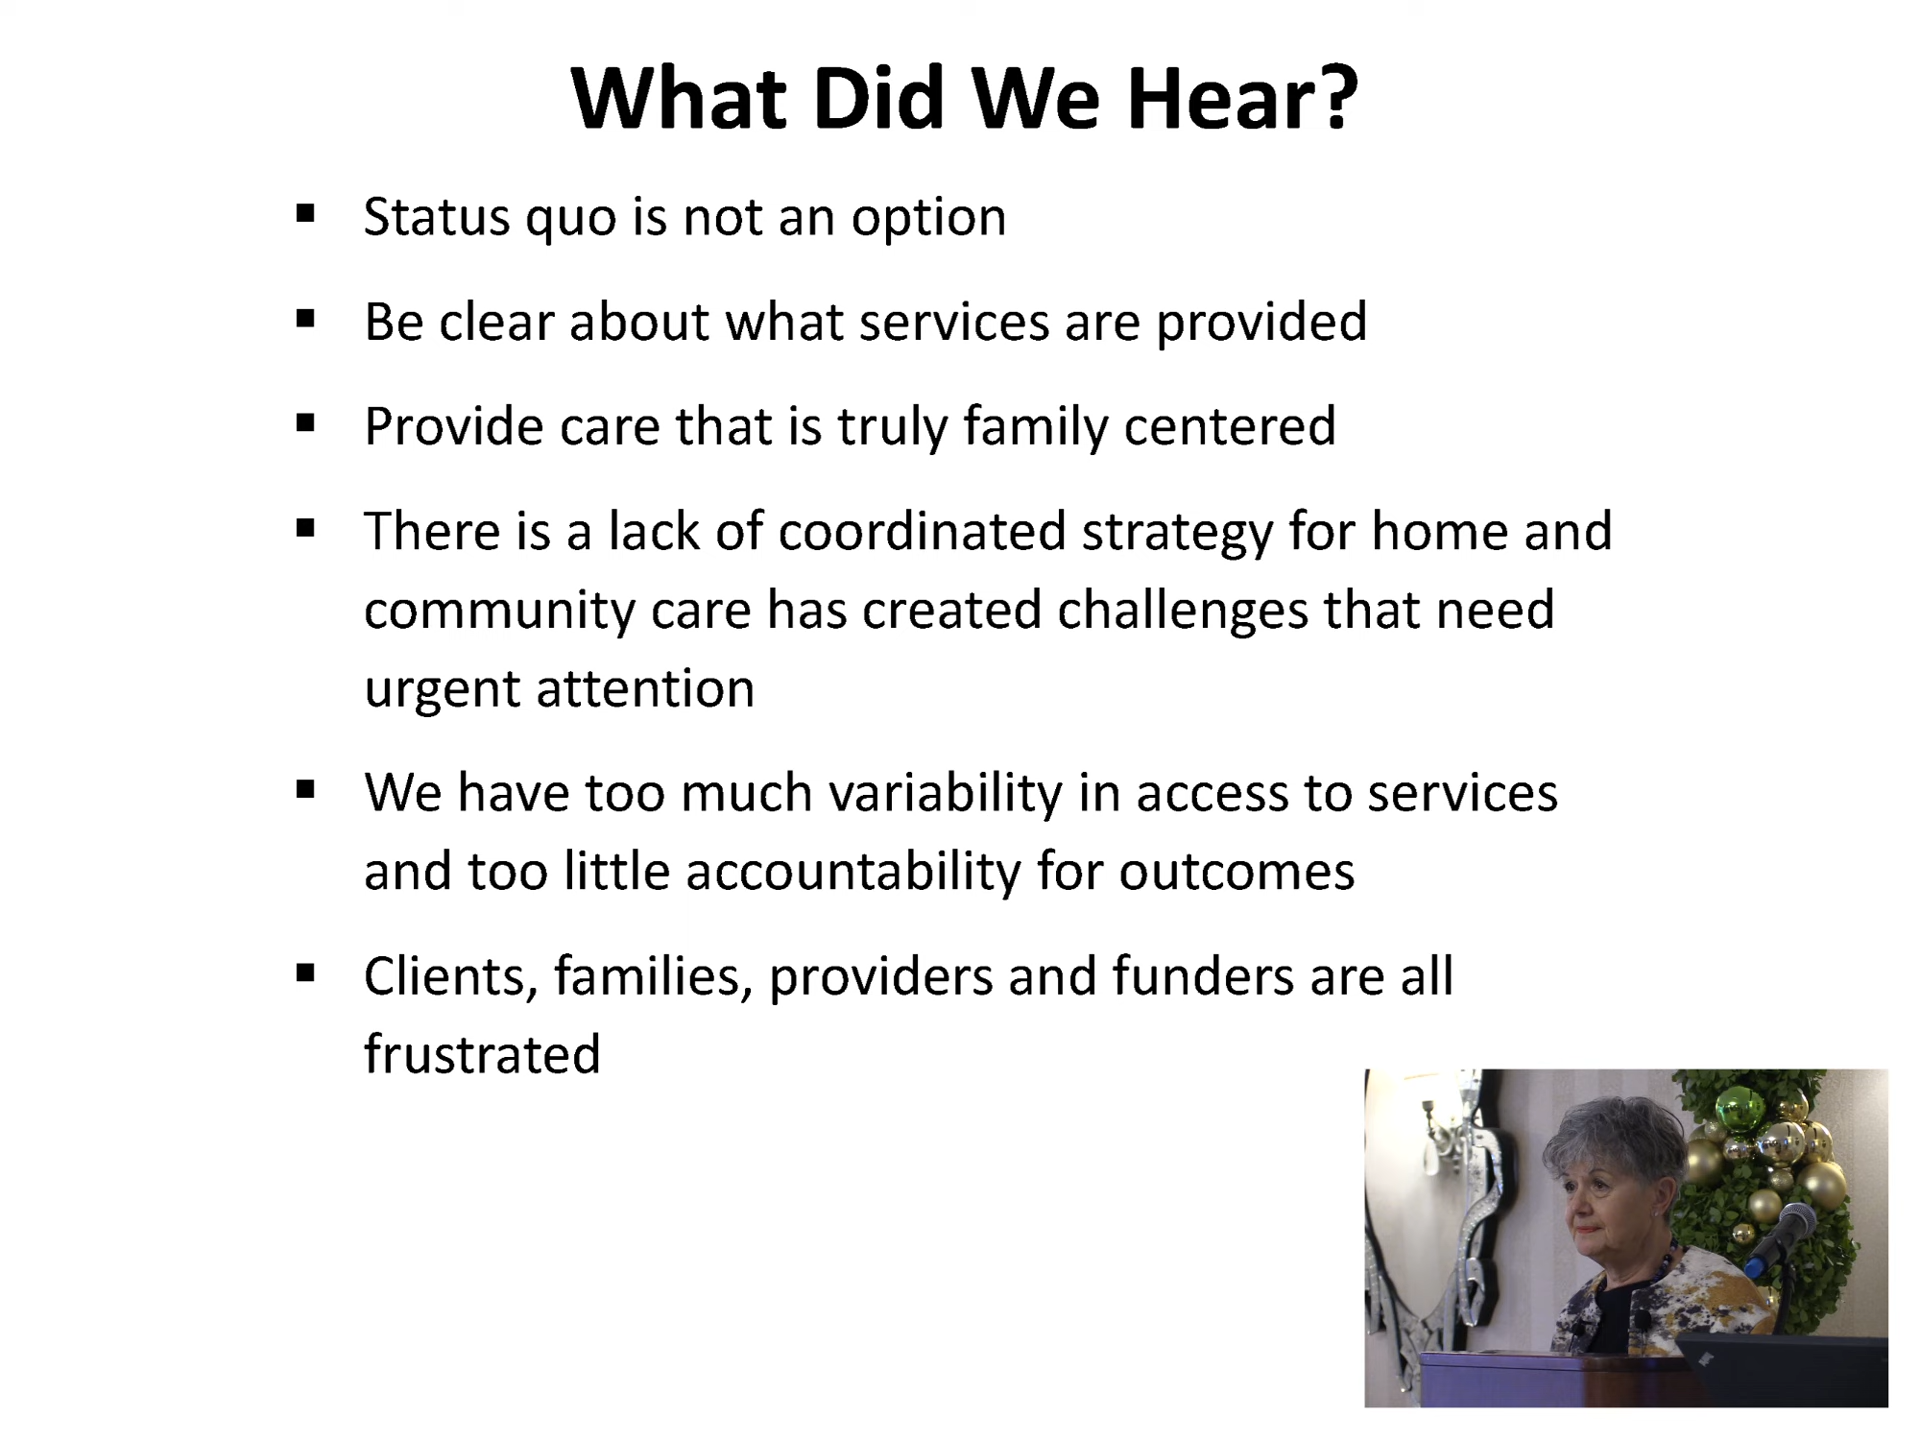 What Did We Hear?
▪ Status quo is not an option
▪ Be clear about what services are provided
▪ Provide care that is truly family centered
▪ There is a lack of coordinated strategy for home and
community care has created challenges that need
urgent attention
▪ We have too much variability in access to services
and too little accountability for outcomes
▪ Clients, families, providers and funders are all
frustrated